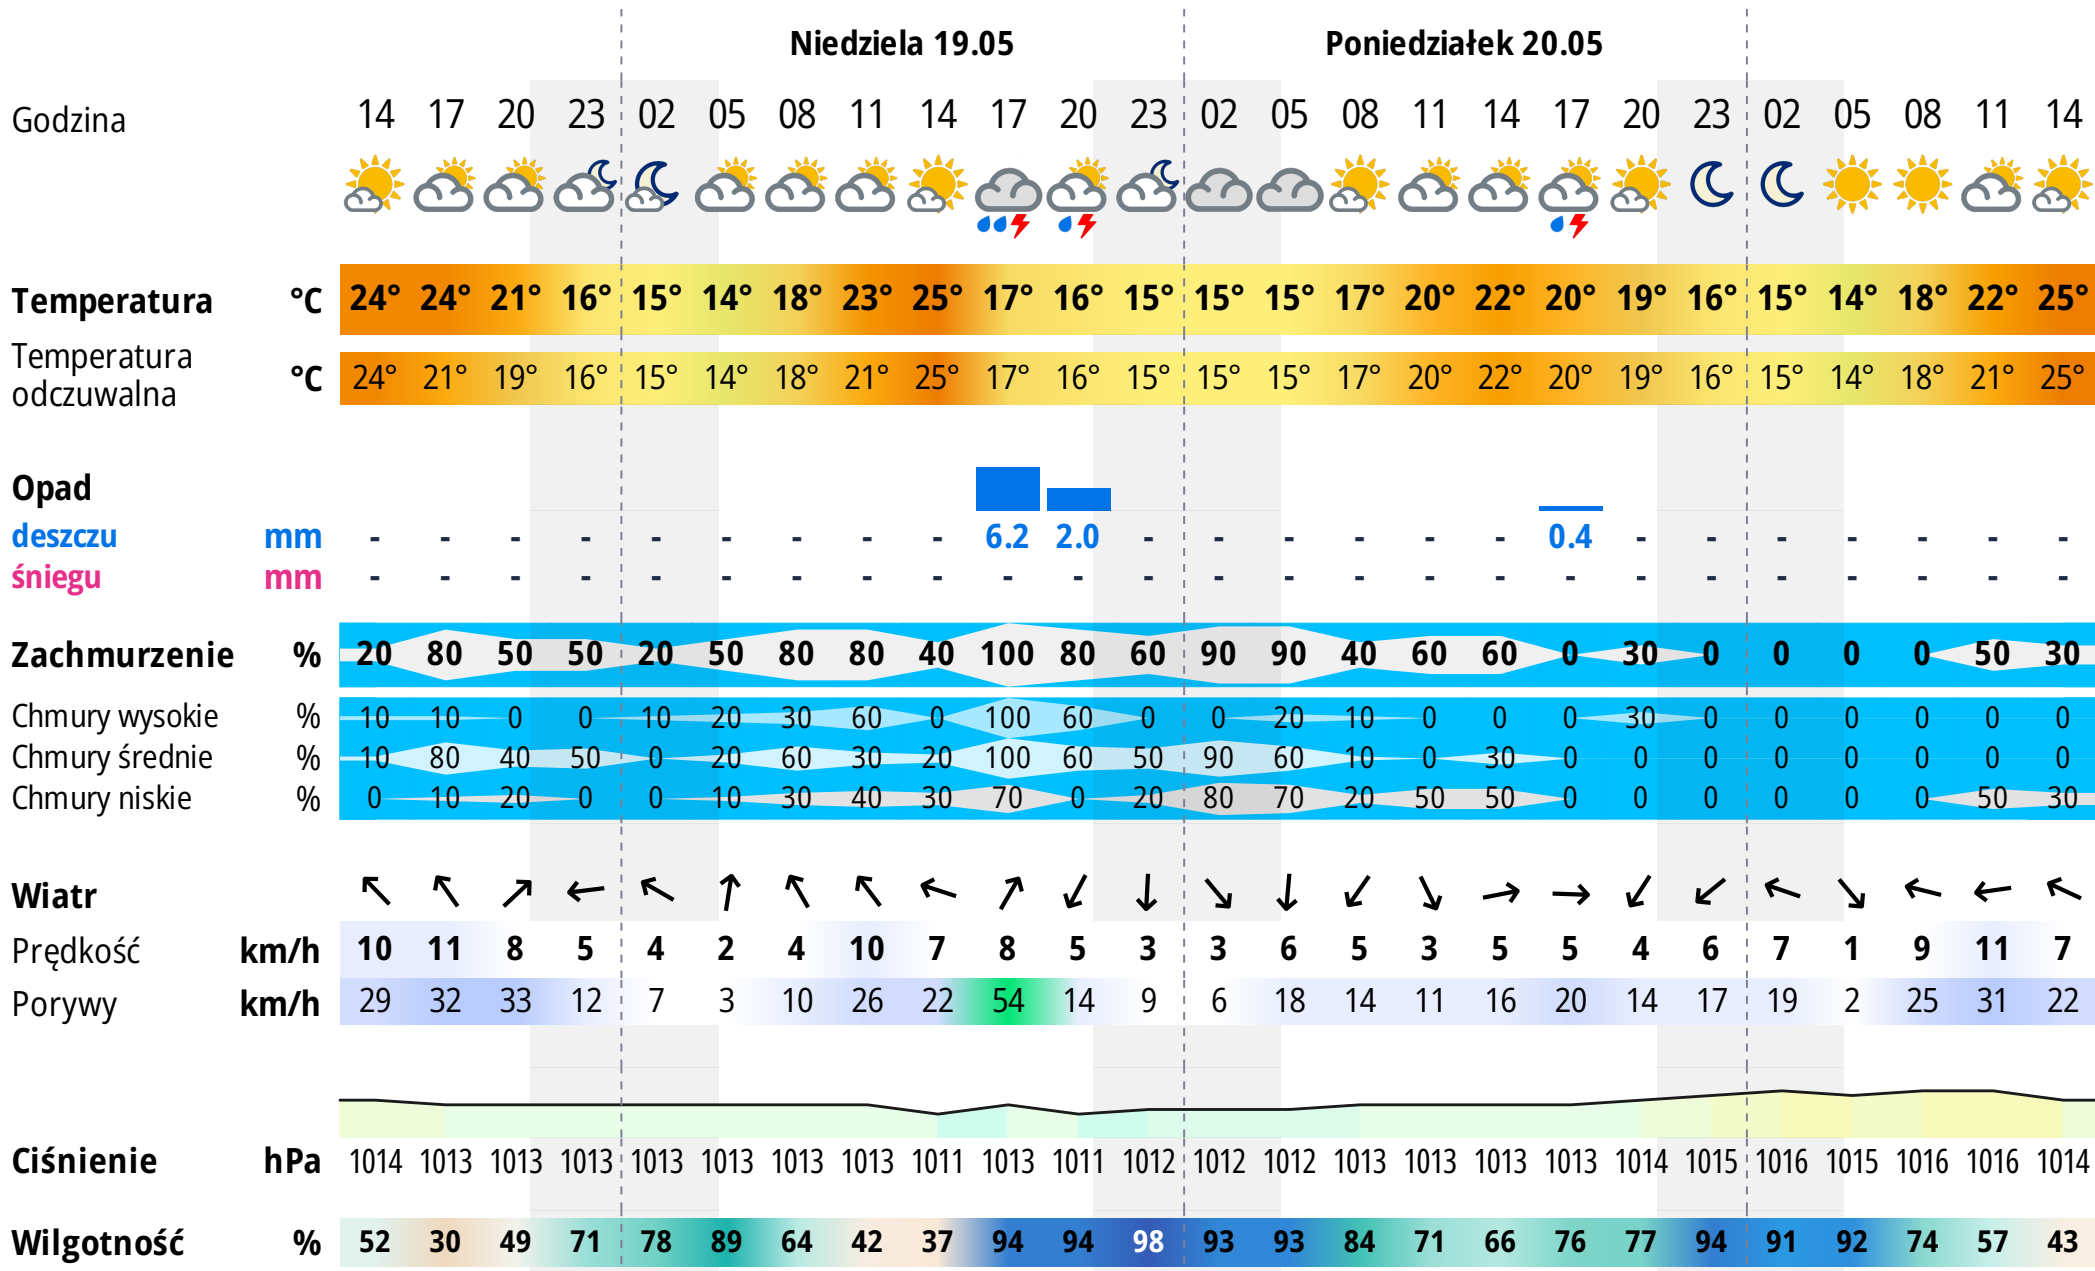 Niedziela 19.05 Poniedziałek 20.05
Godzina 14 17 20 23 02 05 08 11 14 17 20 23 02 05 08 11 14 17 20 23 02 05 08 11 14
Temperatura °C 24° 24° 21° 16° 15° 14° 18° 23° 25° 17° 16° 15° 15° 15° 17° 20° 22° 20° 19° 16° 15° 14° 18° 22° 25°
Temperatura
odczuwalna °C 24° 21° 19° 16° 15° 14° 18° 21° 25° 17° 16° 15° 15° 15° 17° 20° 22° 20° 19° 16° 15° 14° 18° 21° 25°
Opad
deszczu mm - - - - - - - - - 6.2 2.0 - - - - - - 0.4 - - - - - - -
śniegu mm - - - - - - - - - - - - - - - - - - - - - - - - -
Zachmurzenie % 20 80 50 50 20 50 80 80 40 100 80 60 90 90 40 60 60 0 30 0 0 0 0 50 30
Chmury wysokie % 10 10 0 0 10 20 30 60 0 100 60 0 0 20 10 0 0 0 30 0 0 0 0 0 0
Chmury średnie % 10 80 40 50 0 20 60 30 20 100 60 50 90 60 10 0 30 0 0 0 0 0 0 0 0
Chmury niskie % 0 10 20 0 0 10 30 40 30 70 0 20 80 70 20 50 50 0 0 0 0 0 0 50 30
Wiatr
Prędkość km/h 10 11 8 5 4 2 4 10 7 8 5 3 3 6 5 3 5 5 4 6 7 1 9 11 7
Porywy km/h 29 32 33 12 7 3 10 26 22 54 14 9 6 18 14 11 16 20 14 17 19 2 25 31 22
Ciśnienie hPa 1014 1013 1013 1013 1013 1013 1013 1013 1011 1013 1011 1012 1012 1012 1013 1013 1013 1013 1014 1015 1016 1015 1016 1016 1014
Wilgotność % 52 30 49 71 78 89 64 42 37 94 94 98 93 93 84 71 66 76 77 94 91 92 74 57 43